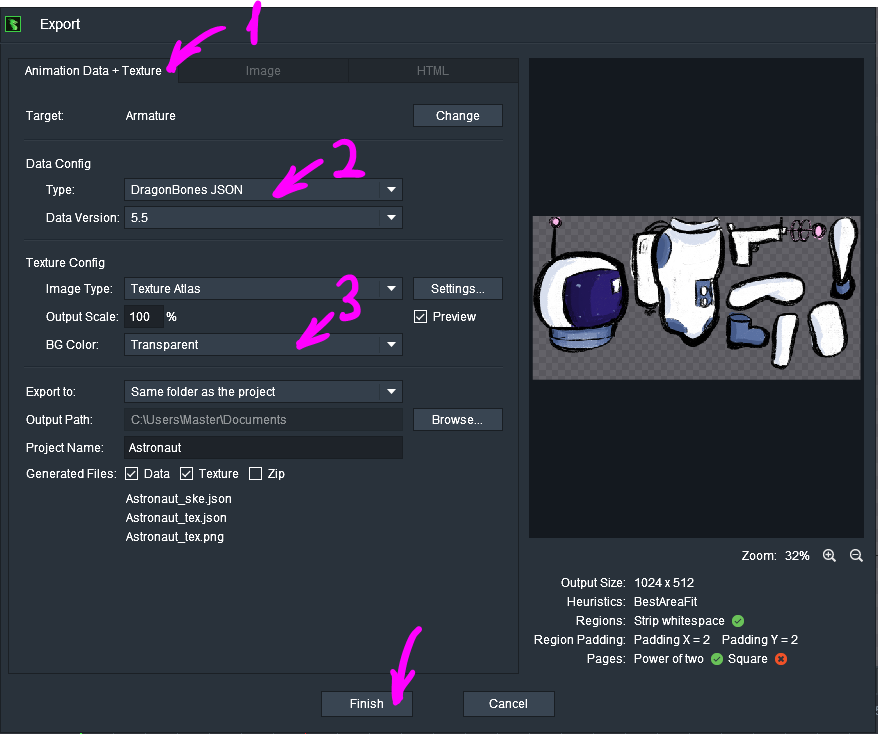 Export
1
Animation Data + Texture Image HTML
Target: Armature Change
Data Config
2
Type: DragonBones JSON
Data Version: 5.5
Texture Config
Image Type: Texture Atlas Settings...
3
Output Scale: 100 % Preview
BG Color: Transparent
Export to: Same folder as the project
Output Path: C:\Users\Master\Documents Browse...
Project Name: Astronaut
Generated Files: Data Texture Zip
Astronaut_ske.json
Astronaut_tex.json
Astronaut_tex.png
Zoom: 32%
Output Size: 1024 x 512
Heuristics: BestAreaFit
Regions: Strip whitespace
Region Padding: Padding X = 2 Padding Y = 2
Pages: Power of two Square
Finish Cancel